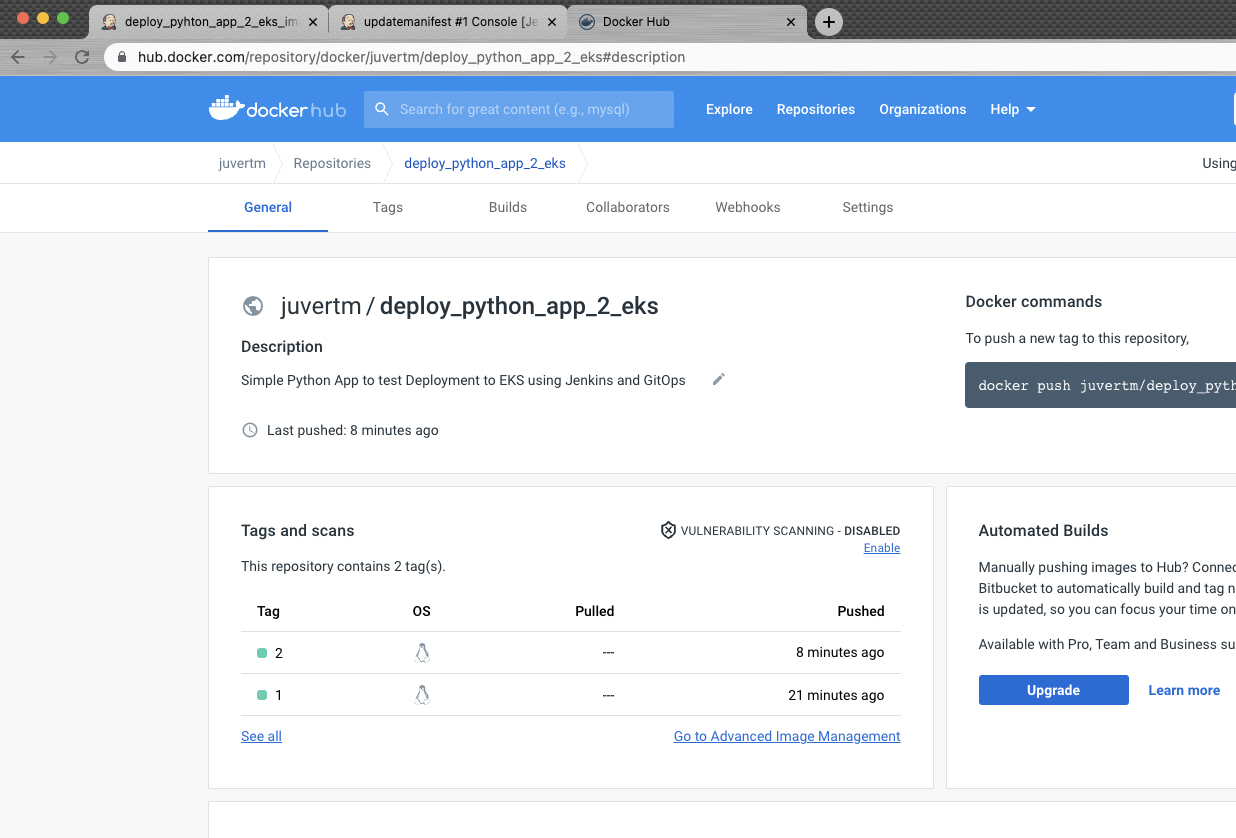 deploy_pyhton_app_2_eks_im
updatemanifest #1 Console [Je
Docker Hub
hub.docker.com/repository/docker/juvertm/deploy_python_app_2_eks#description
docker hub
Search for great content (e.g., mysql)
Explore
Repositories
Organizations
Help
juvertm
Repositories
deploy_python_app_2_eks
Using
General
Tags
Builds
Collaborators
Webhooks
Settings
juvertm / deploy_python_app_2_eks
Description
Simple Python App to test Deployment to EKS using Jenkins and GitOps
Last pushed: 8 minutes ago
Docker commands
To push a new tag to this repository,
docker push juvertm/deploy_pyth
Tags and scans
VULNERABILITY SCANNING - DISABLED
Enable
This repository contains 2 tag(s).
Tag OS Pulled Pushed
2 --- 8 minutes ago
1 --- 21 minutes ago
See all
Go to Advanced Image Management
Automated Builds
Manually pushing images to Hub? Connec
Bitbucket to automatically build and tag n
is updated, so you can focus your time on
Available with Pro, Team and Business su
Upgrade
Learn more